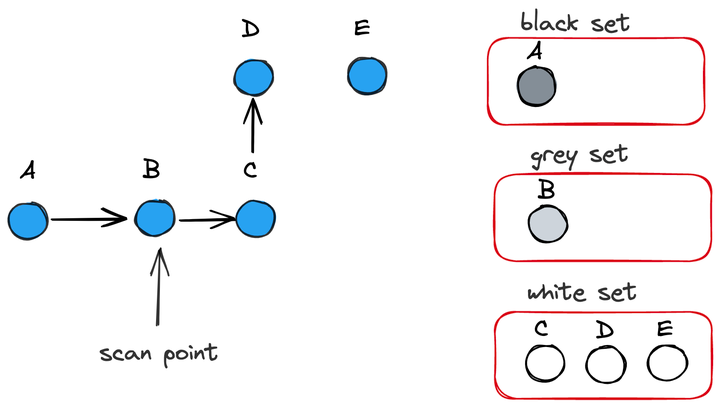 D E
A B C
scan point
black set
A
grey set
B
white set
C D E